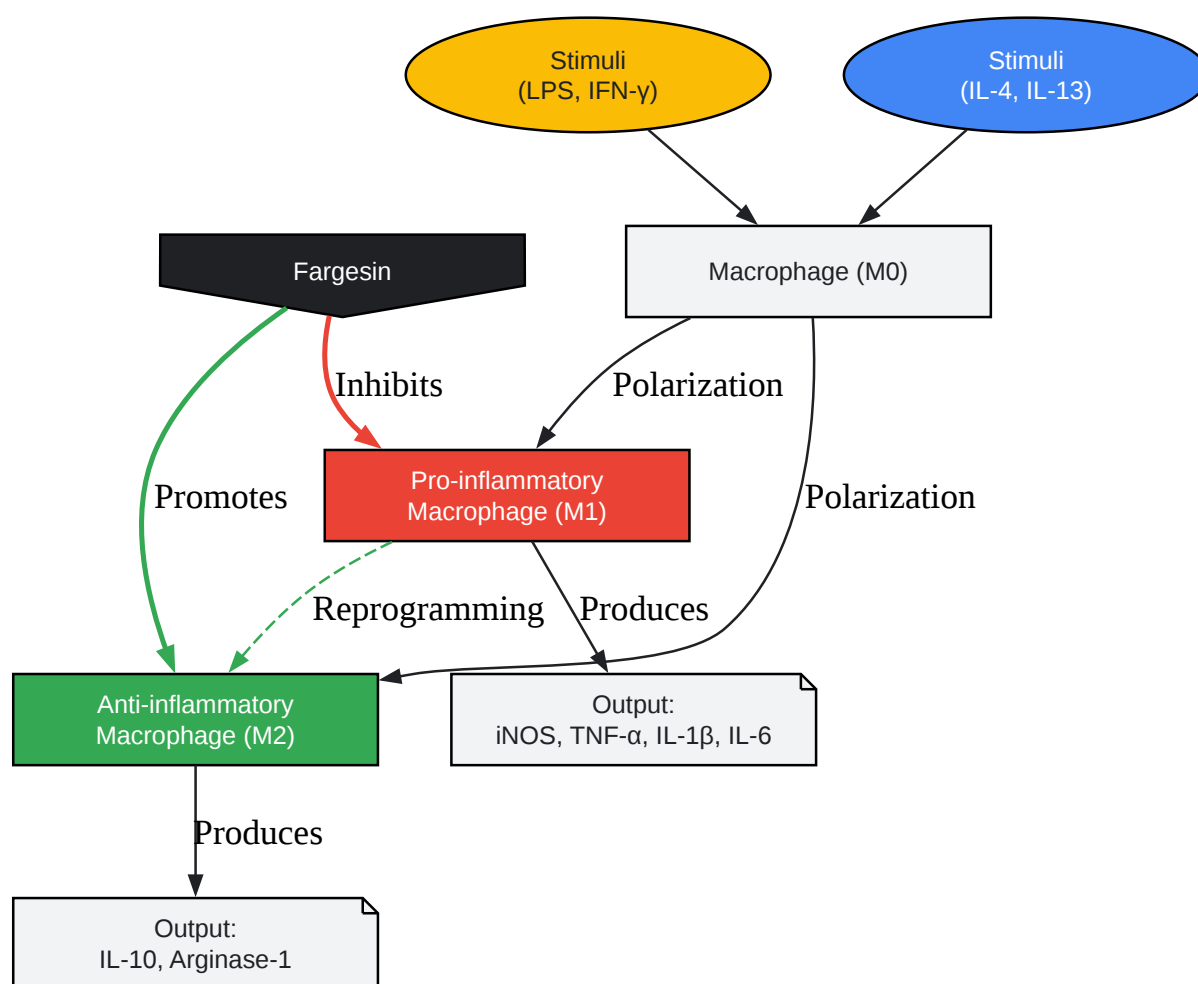 Stimuli
(LPS, IFN-γ)
Stimuli
(IL-4, IL-13)
Fargesin
Macrophage (M0)
Inhibits
Polarization
Promotes
Pro-inflammatory
Macrophage (M1)
Polarization
Reprogramming
Produces
Anti-inflammatory
Macrophage (M2)
Output:
iNOS, TNF-α, IL-1β, IL-6
Produces
Output:
IL-10, Arginase-1